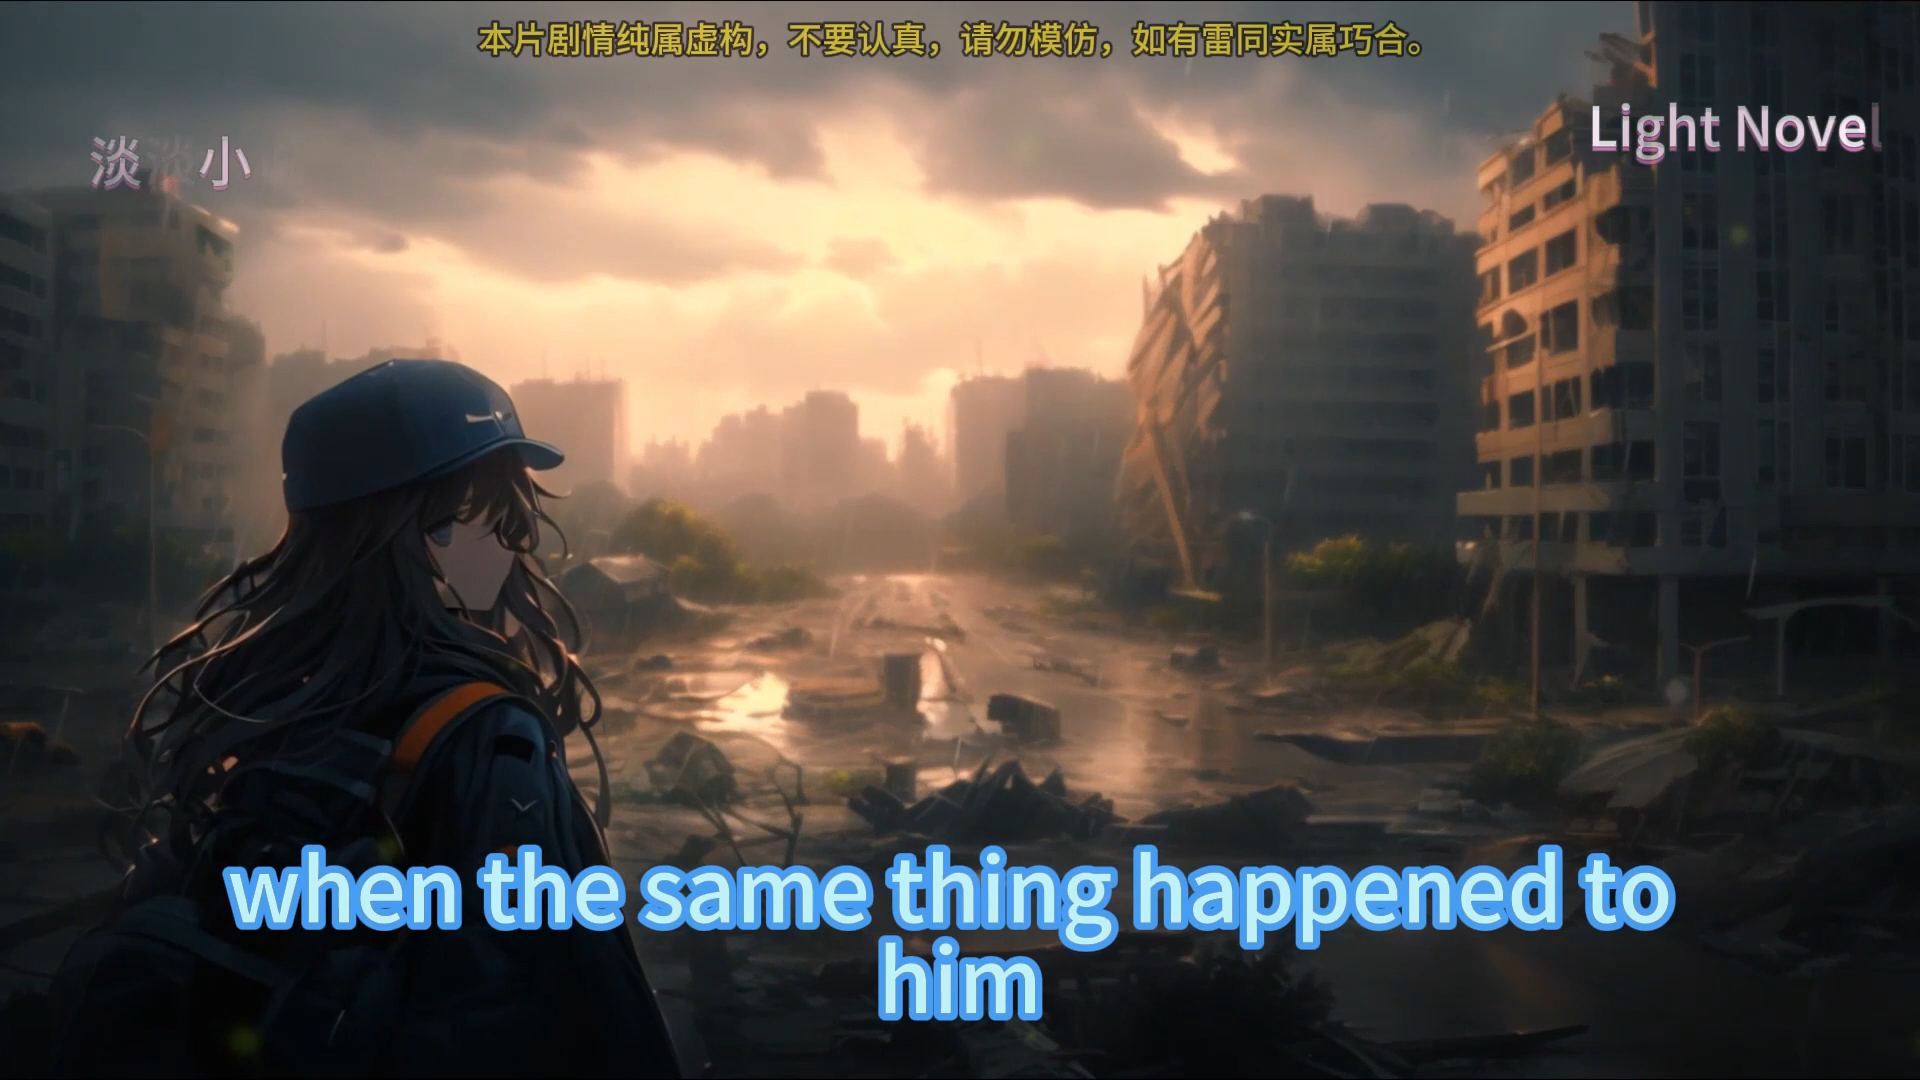 本片剧情纯属虚构，不要认真，请勿模仿，如有雷同实属巧合。
Light Novel
淡淡小
when the same thing happened to
him